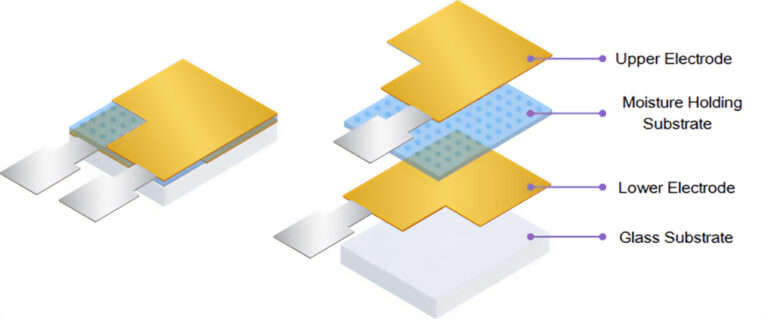 Upper Electrode
Moisture Holding
Substrate
Lower Electrode
Glass Substrate